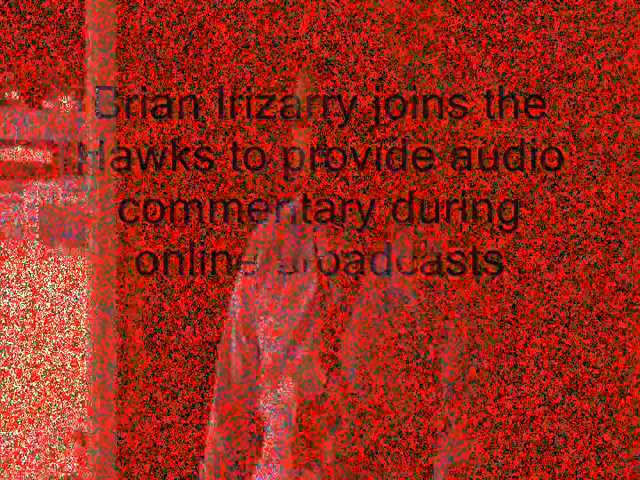 Brian Irizarry joins the
Hawks to provide audio
commentary during
online broadcasts